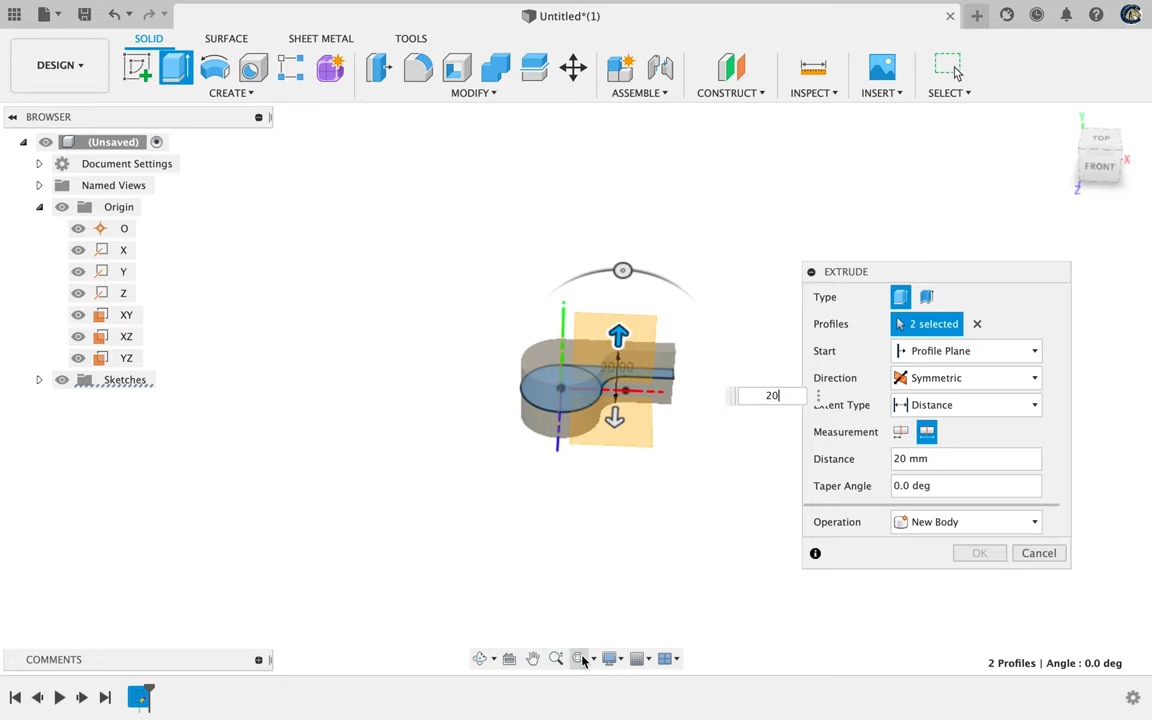 Untitled*(1)
SOLID SURFACE SHEET METAL TOOLS
DESIGN
CREATE MODIFY ASSEMBLE CONSTRUCT INSPECT INSERT SELECT
BROWSER
(Unsaved)
Document Settings
Named Views
Origin
O
X
Y
Z
XY
XZ
YZ
Sketches
Y
TOP
FRONT
X
Z
20.00
20
EXTRUDE
Type
Profiles 2 selected
Start Profile Plane
Direction Symmetric
Extent Type Distance
Measurement
Distance 20 mm
Taper Angle 0.0 deg
Operation New Body
OK Cancel
COMMENTS
2 Profiles | Angle : 0.0 deg